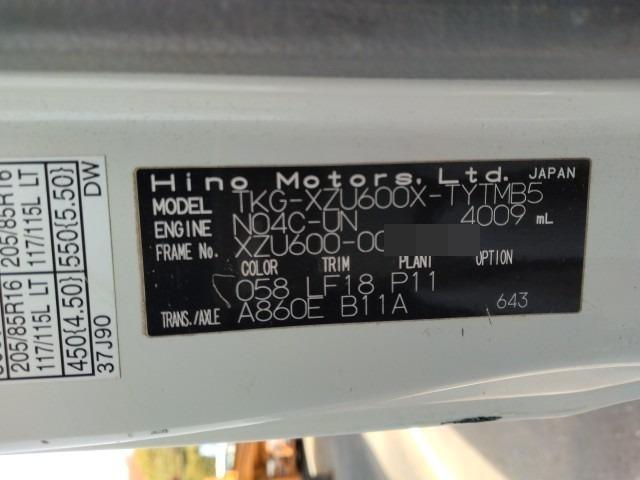 Hino Motors, Ltd. JAPAN
MODEL TKG-XZU600X-TYTMB5
ENGINE N04C-UN 4009 mL
FRAME No. XZU600-00
COLOR TRIM PLANT OPTION
058 LF18 P11
TRANS./AXLE A860E B11A 643
205/85R16 205/85R16
117/115L LT 117/115L LT
450{4.50} 550{5.50}
37J90 DW